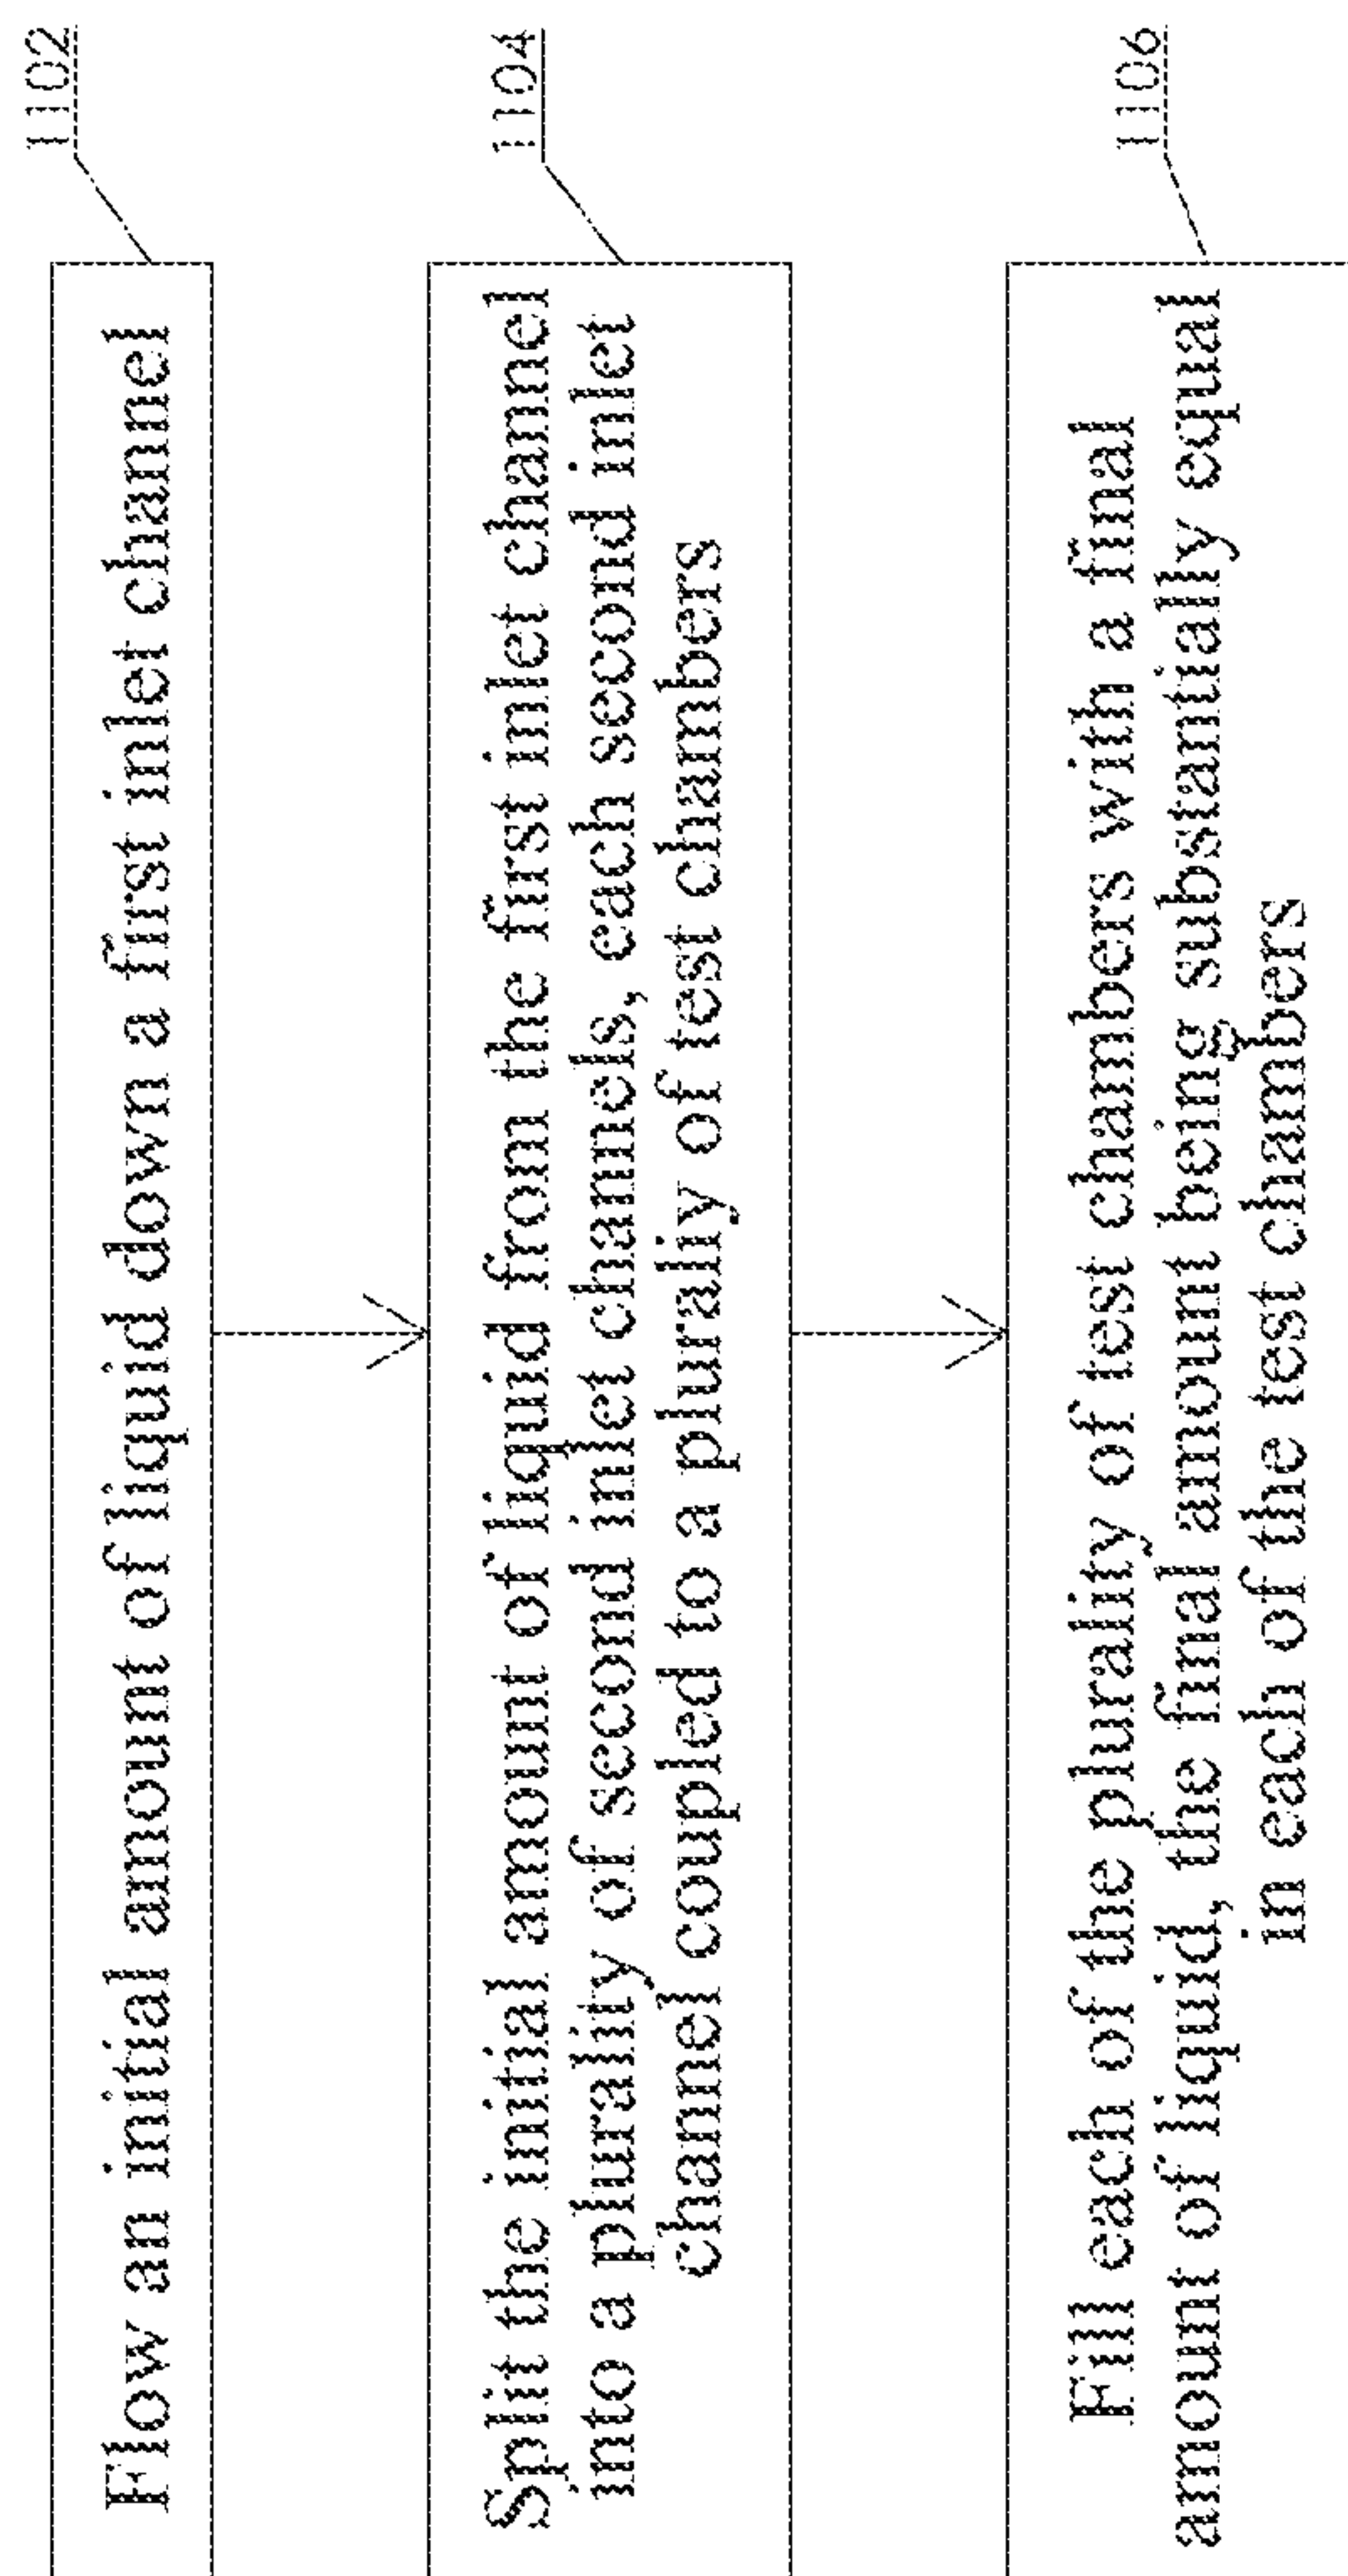 Flow an initial amount of liquid down a first inlet channel
1102
Split the initial amount of liquid from the first inlet channel
into a plurality of second inlet channels, each second inlet
channel coupled to a plurality of test chambers
1104
Fill each of the plurality of test chambers with a final
amount of liquid, the final amount being substantially equal
in each of the test chambers
1106